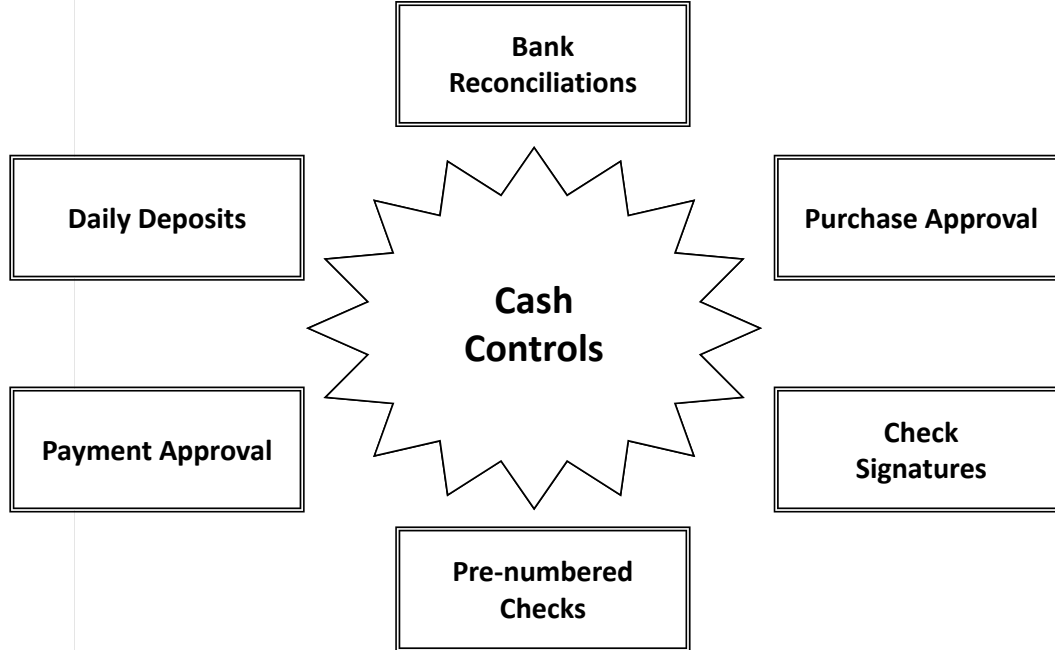 Bank
Reconciliations
Daily Deposits
Purchase Approval
Cash
Controls
Payment Approval
Check
Signatures
Pre-numbered
Checks